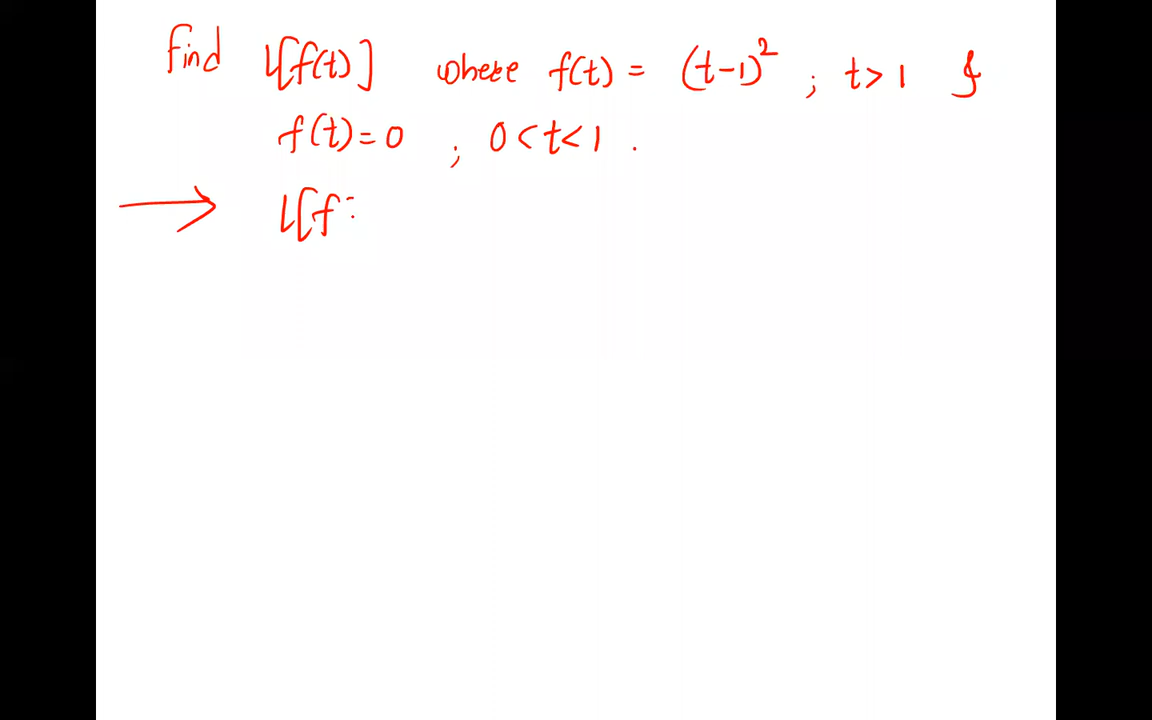 find L[f(t)] where f(t) = (t-1)² ; t>1 &
f(t)=0 ; 0<t<1 .
→ L[f